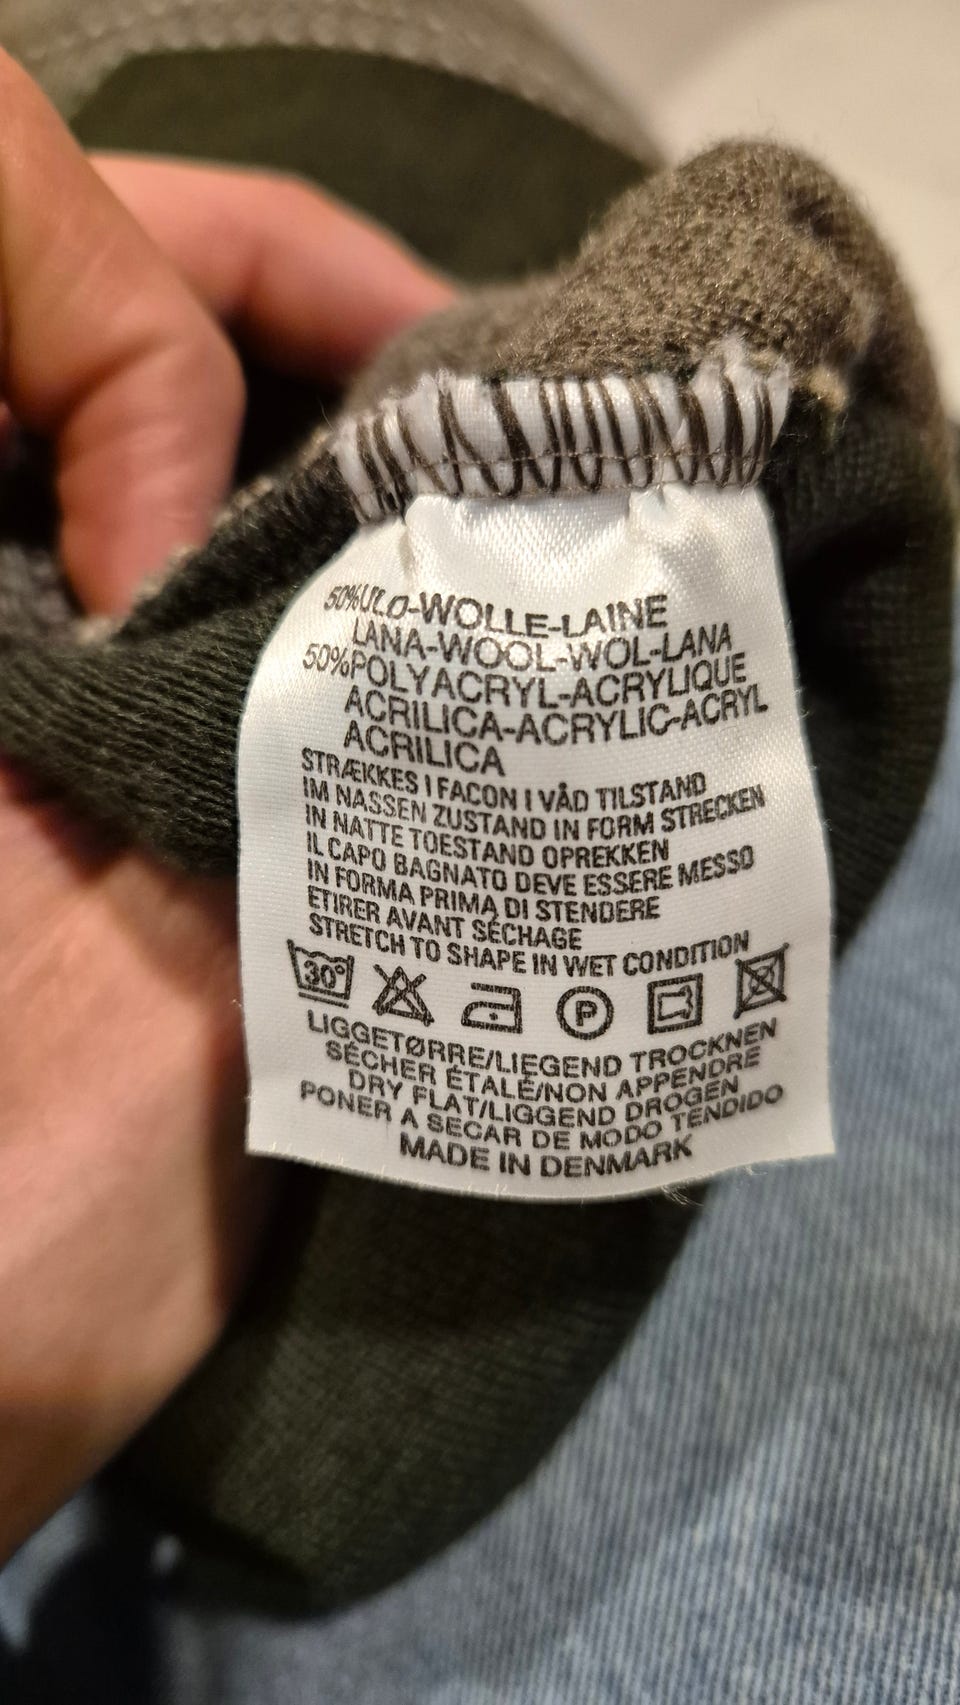 50% ULD-WOLLE-LAINE
LANA-WOOL-WOL-LANA
50% POLYACRYL-ACRYLIQUE
ACRILICA-ACRYLIC-ACRYL
ACRILICA
STRÆKKES I FACON I VÅD TILSTAND
IM NASSEN ZUSTAND IN FORM STRECKEN
IN NATTE TOESTAND OPREKKEN
IL CAPO BAGNATO DEVE ESSERE MESSO
IN FORMA PRIMA DI STENDERE
ETIRER AVANT SÉCHAGE
STRETCH TO SHAPE IN WET CONDITION
30° P
LIGGETØRRE/LIEGEND TROCKNEN
SÉCHER ÉTALÉ/NON APPENDRE
DRY FLAT/LIGGEND DROGEN
PONER A SECAR DE MODO TENDIDO
MADE IN DENMARK